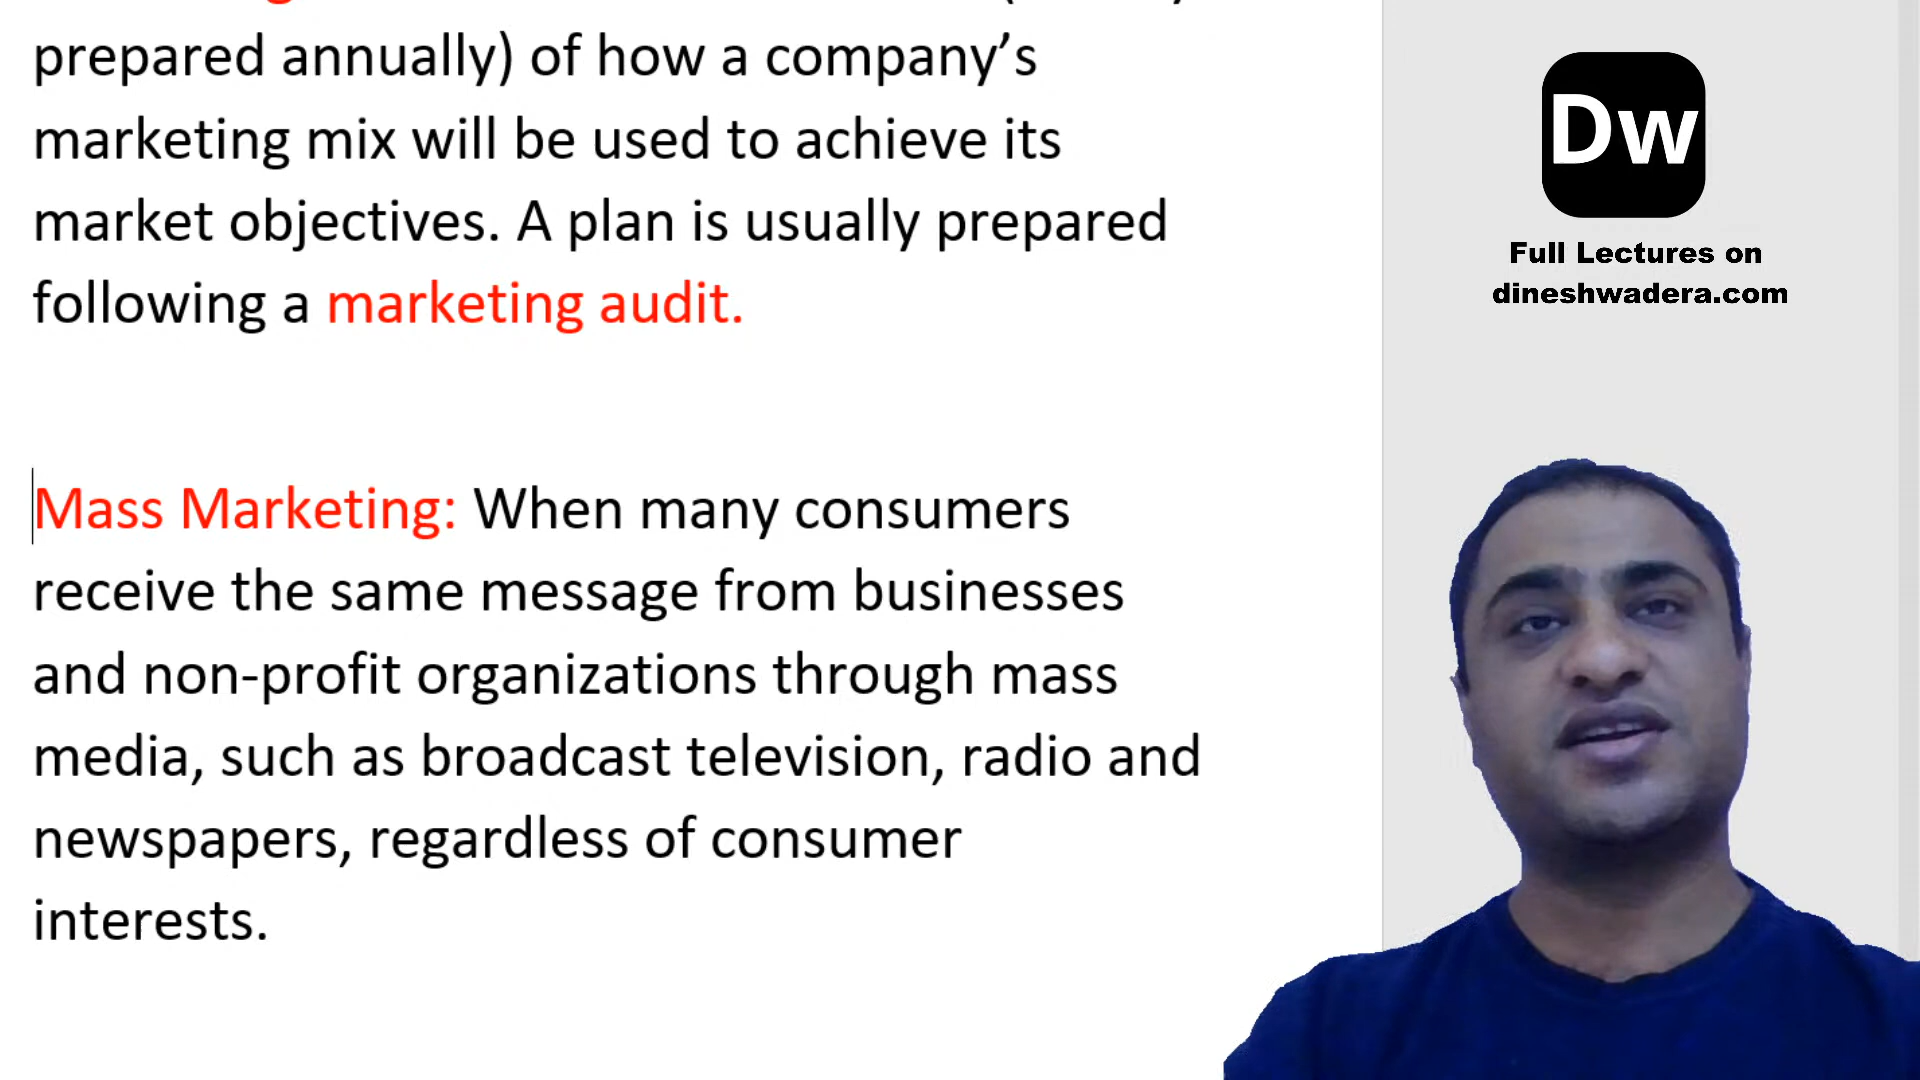 prepared annually) of how a company’s
marketing mix will be used to achieve its
market objectives. A plan is usually prepared
following a marketing audit.
Mass Marketing: When many consumers
receive the same message from businesses
and non-profit organizations through mass
media, such as broadcast television, radio and
newspapers, regardless of consumer
interests.
Dw
Full Lectures on
dineshwadera.com